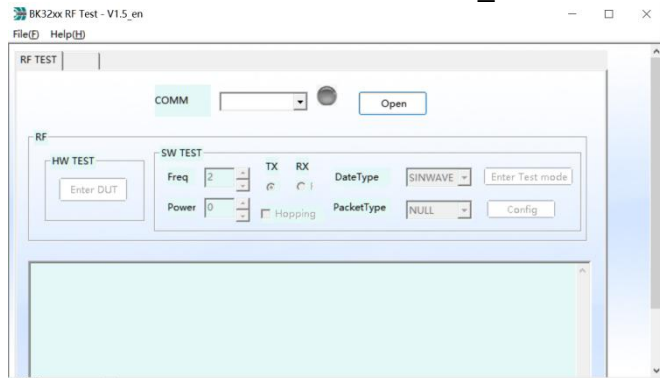 BK32xx RF Test - V1.5_en
File(F) Help(H)
RF TEST
COMM Open
RF
HW TEST
Enter DUT
SW TEST
Freq 2 TX RX DateType SINWAVE Enter Test mode
Power 0 Hopping PacketType NULL Config